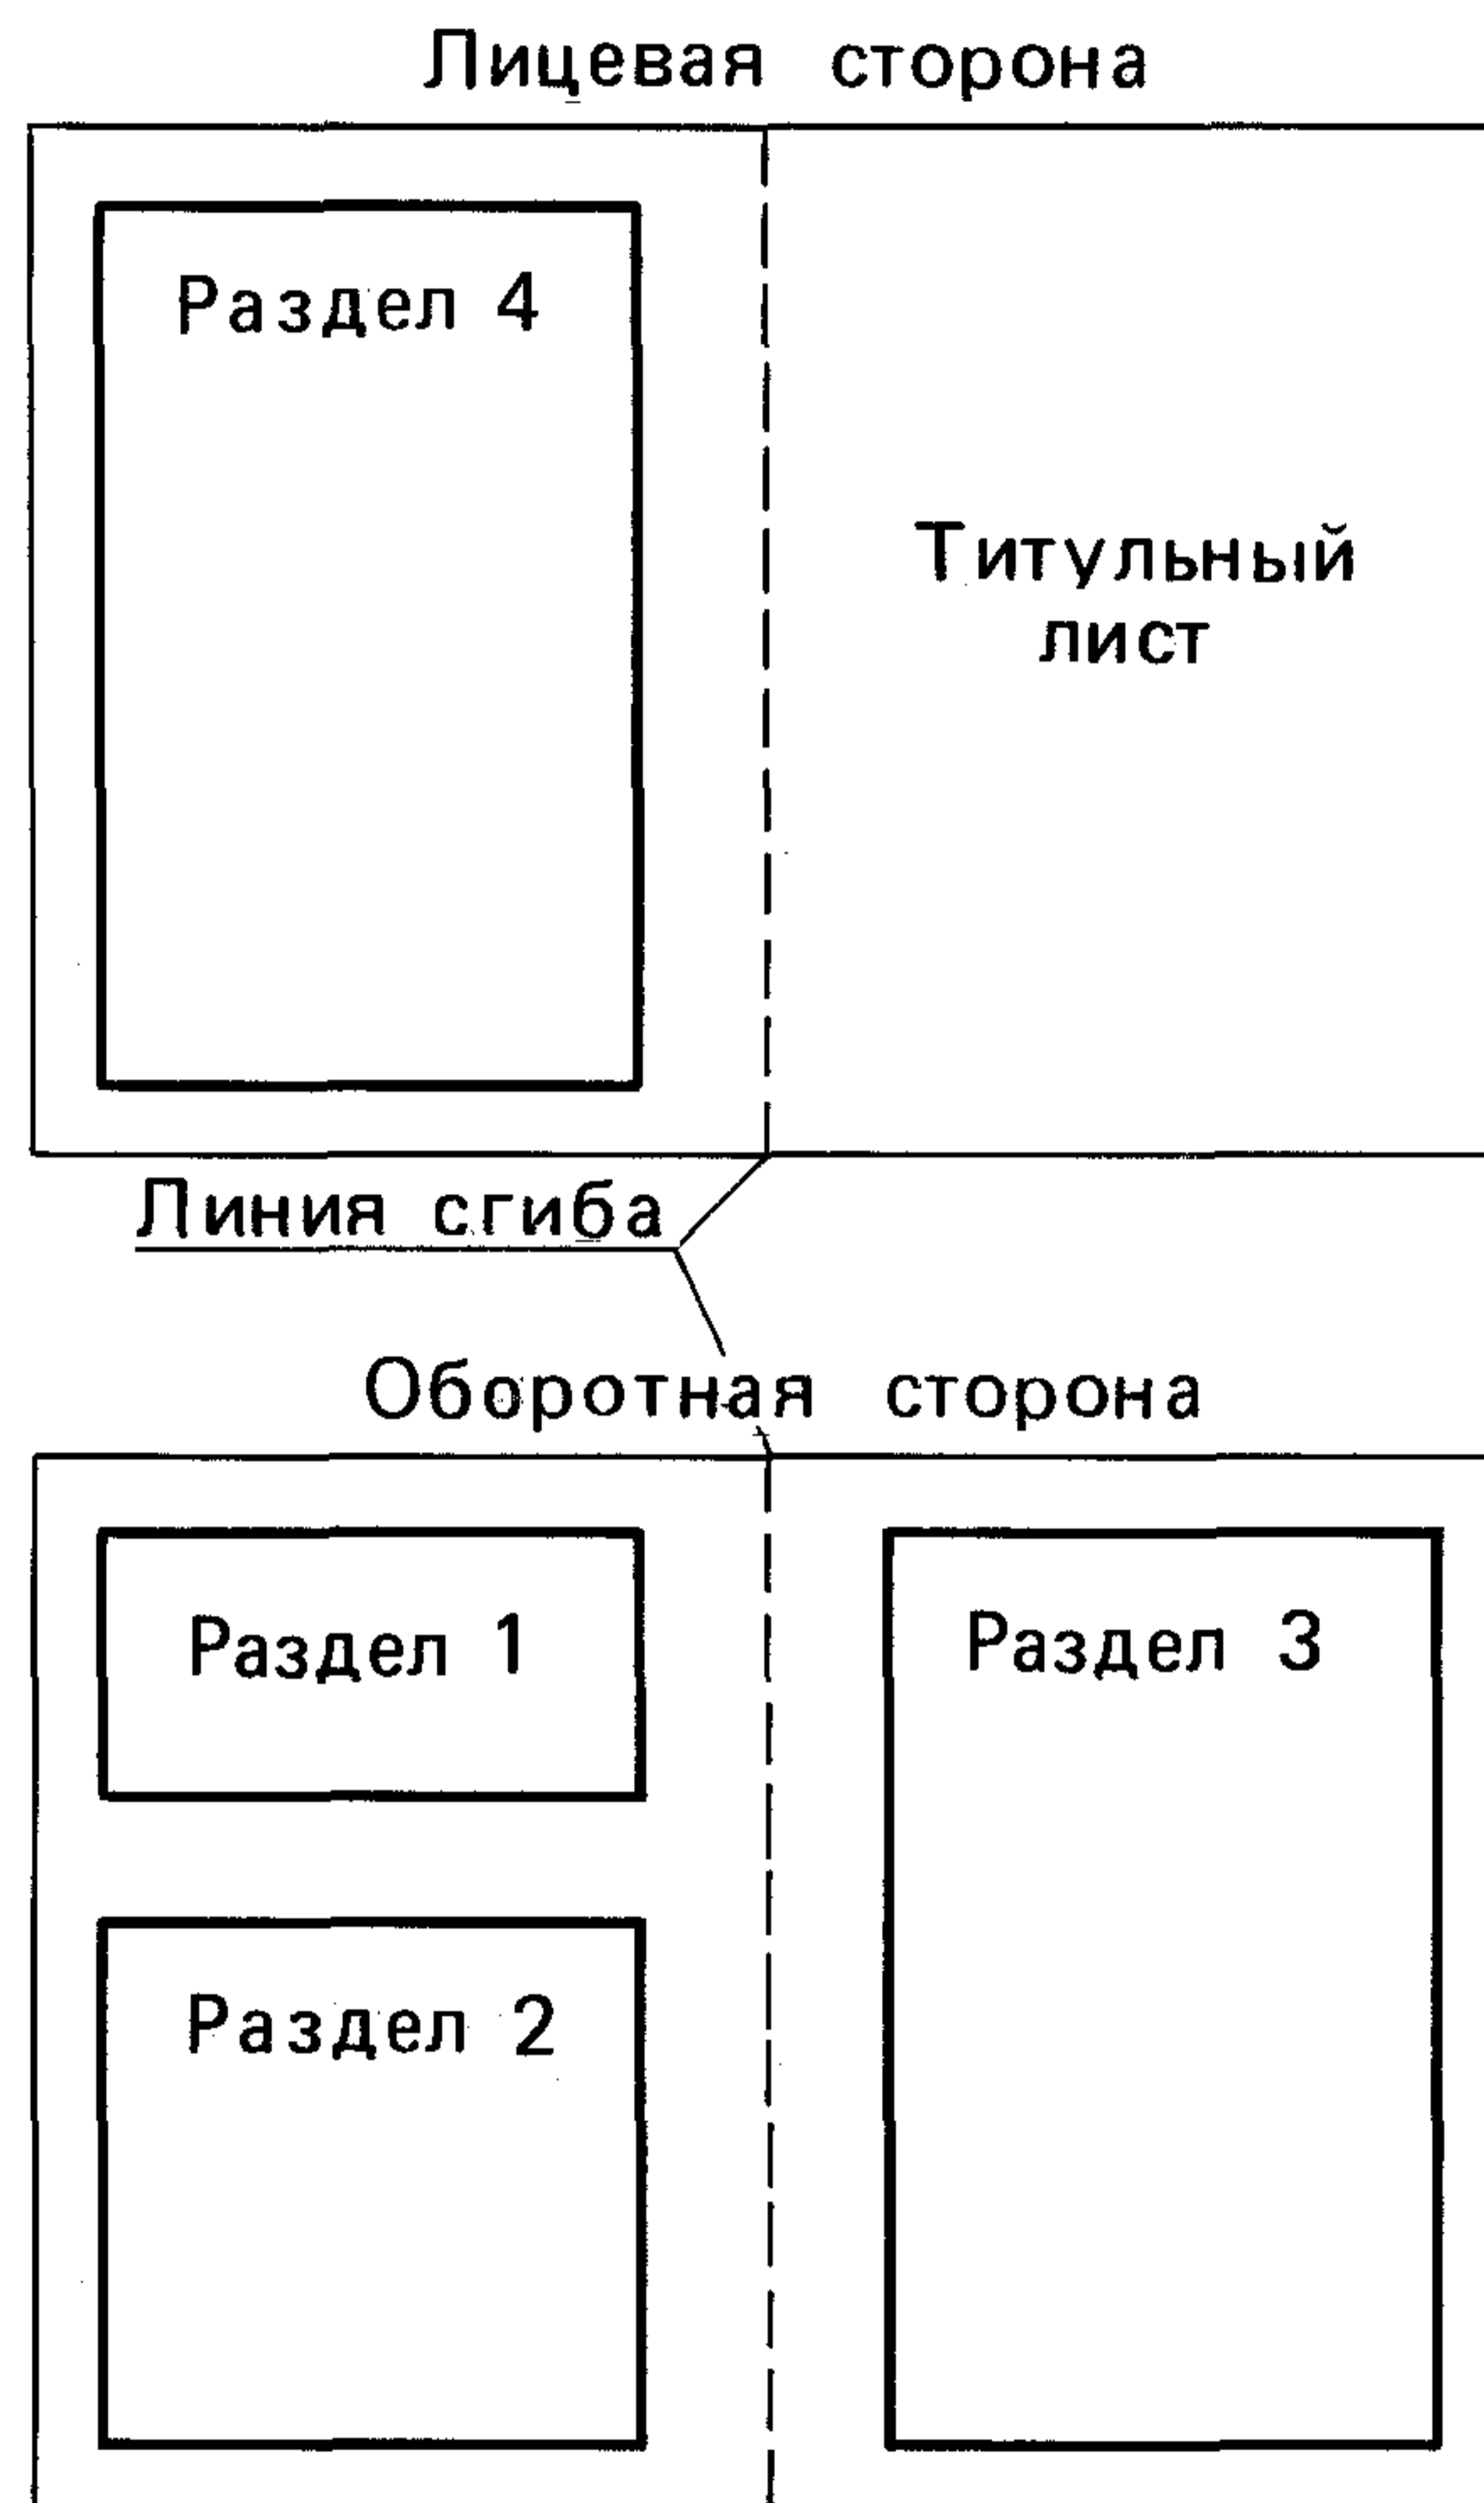 Лицевая сторона
Раздел 4
Титульный
лист
Линия сгиба
Оборотная сторона
Раздел 1
Раздел 3
Раздел 2